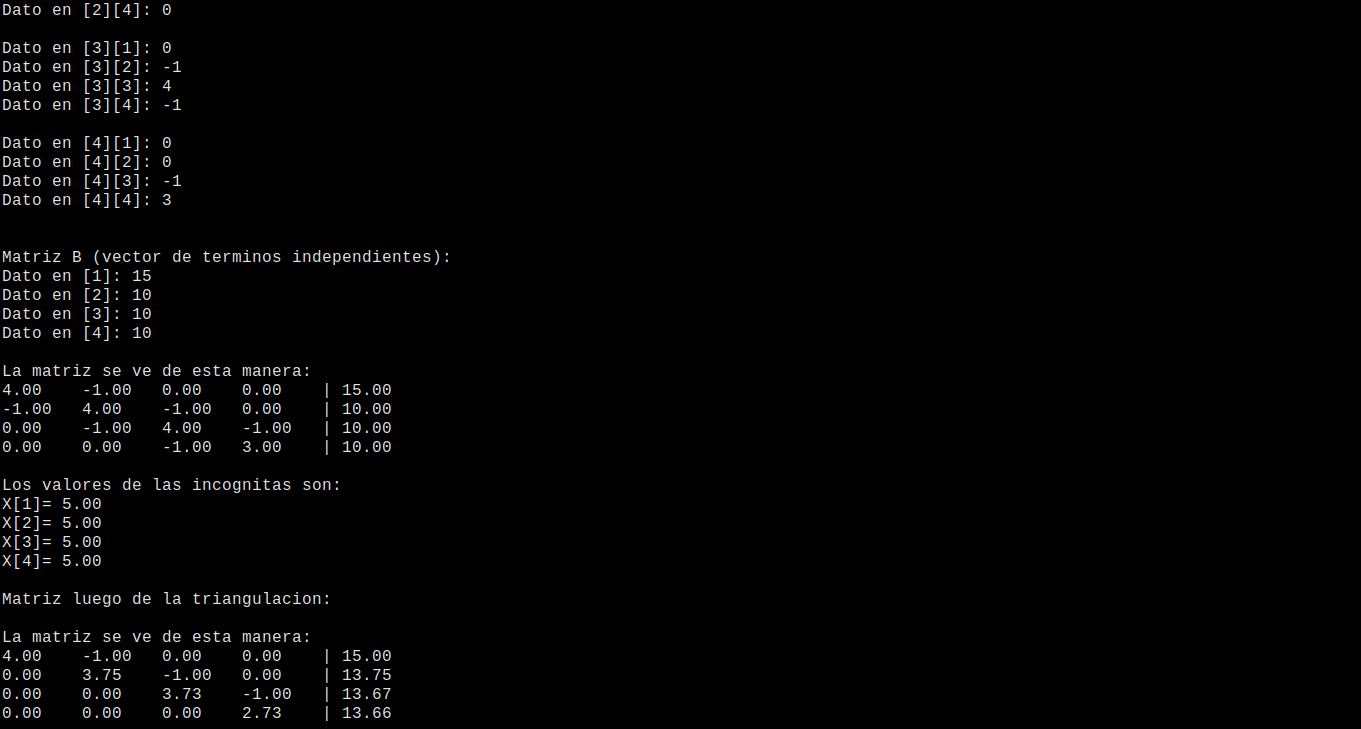 Dato en [2][4]: 0
Dato en [3][1]: 0
Dato en [3][2]: -1
Dato en [3][3]: 4
Dato en [3][4]: -1
Dato en [4][1]: 0
Dato en [4][2]: 0
Dato en [4][3]: -1
Dato en [4][4]: 3
Matriz B (vector de terminos independientes):
Dato en [1]: 15
Dato en [2]: 10
Dato en [3]: 10
Dato en [4]: 10
La matriz se ve de esta manera:
4.00    -1.00   0.00    0.00    | 15.00
-1.00   4.00    -1.00   0.00    | 10.00
0.00    -1.00   4.00    -1.00   | 10.00
0.00    0.00    -1.00   3.00    | 10.00
Los valores de las incognitas son:
X[1]= 5.00
X[2]= 5.00
X[3]= 5.00
X[4]= 5.00
Matriz luego de la triangulacion:
La matriz se ve de esta manera:
4.00    -1.00   0.00    0.00    | 15.00
0.00    3.75    -1.00   0.00    | 13.75
0.00    0.00    3.73    -1.00   | 13.67
0.00    0.00    0.00    2.73    | 13.66